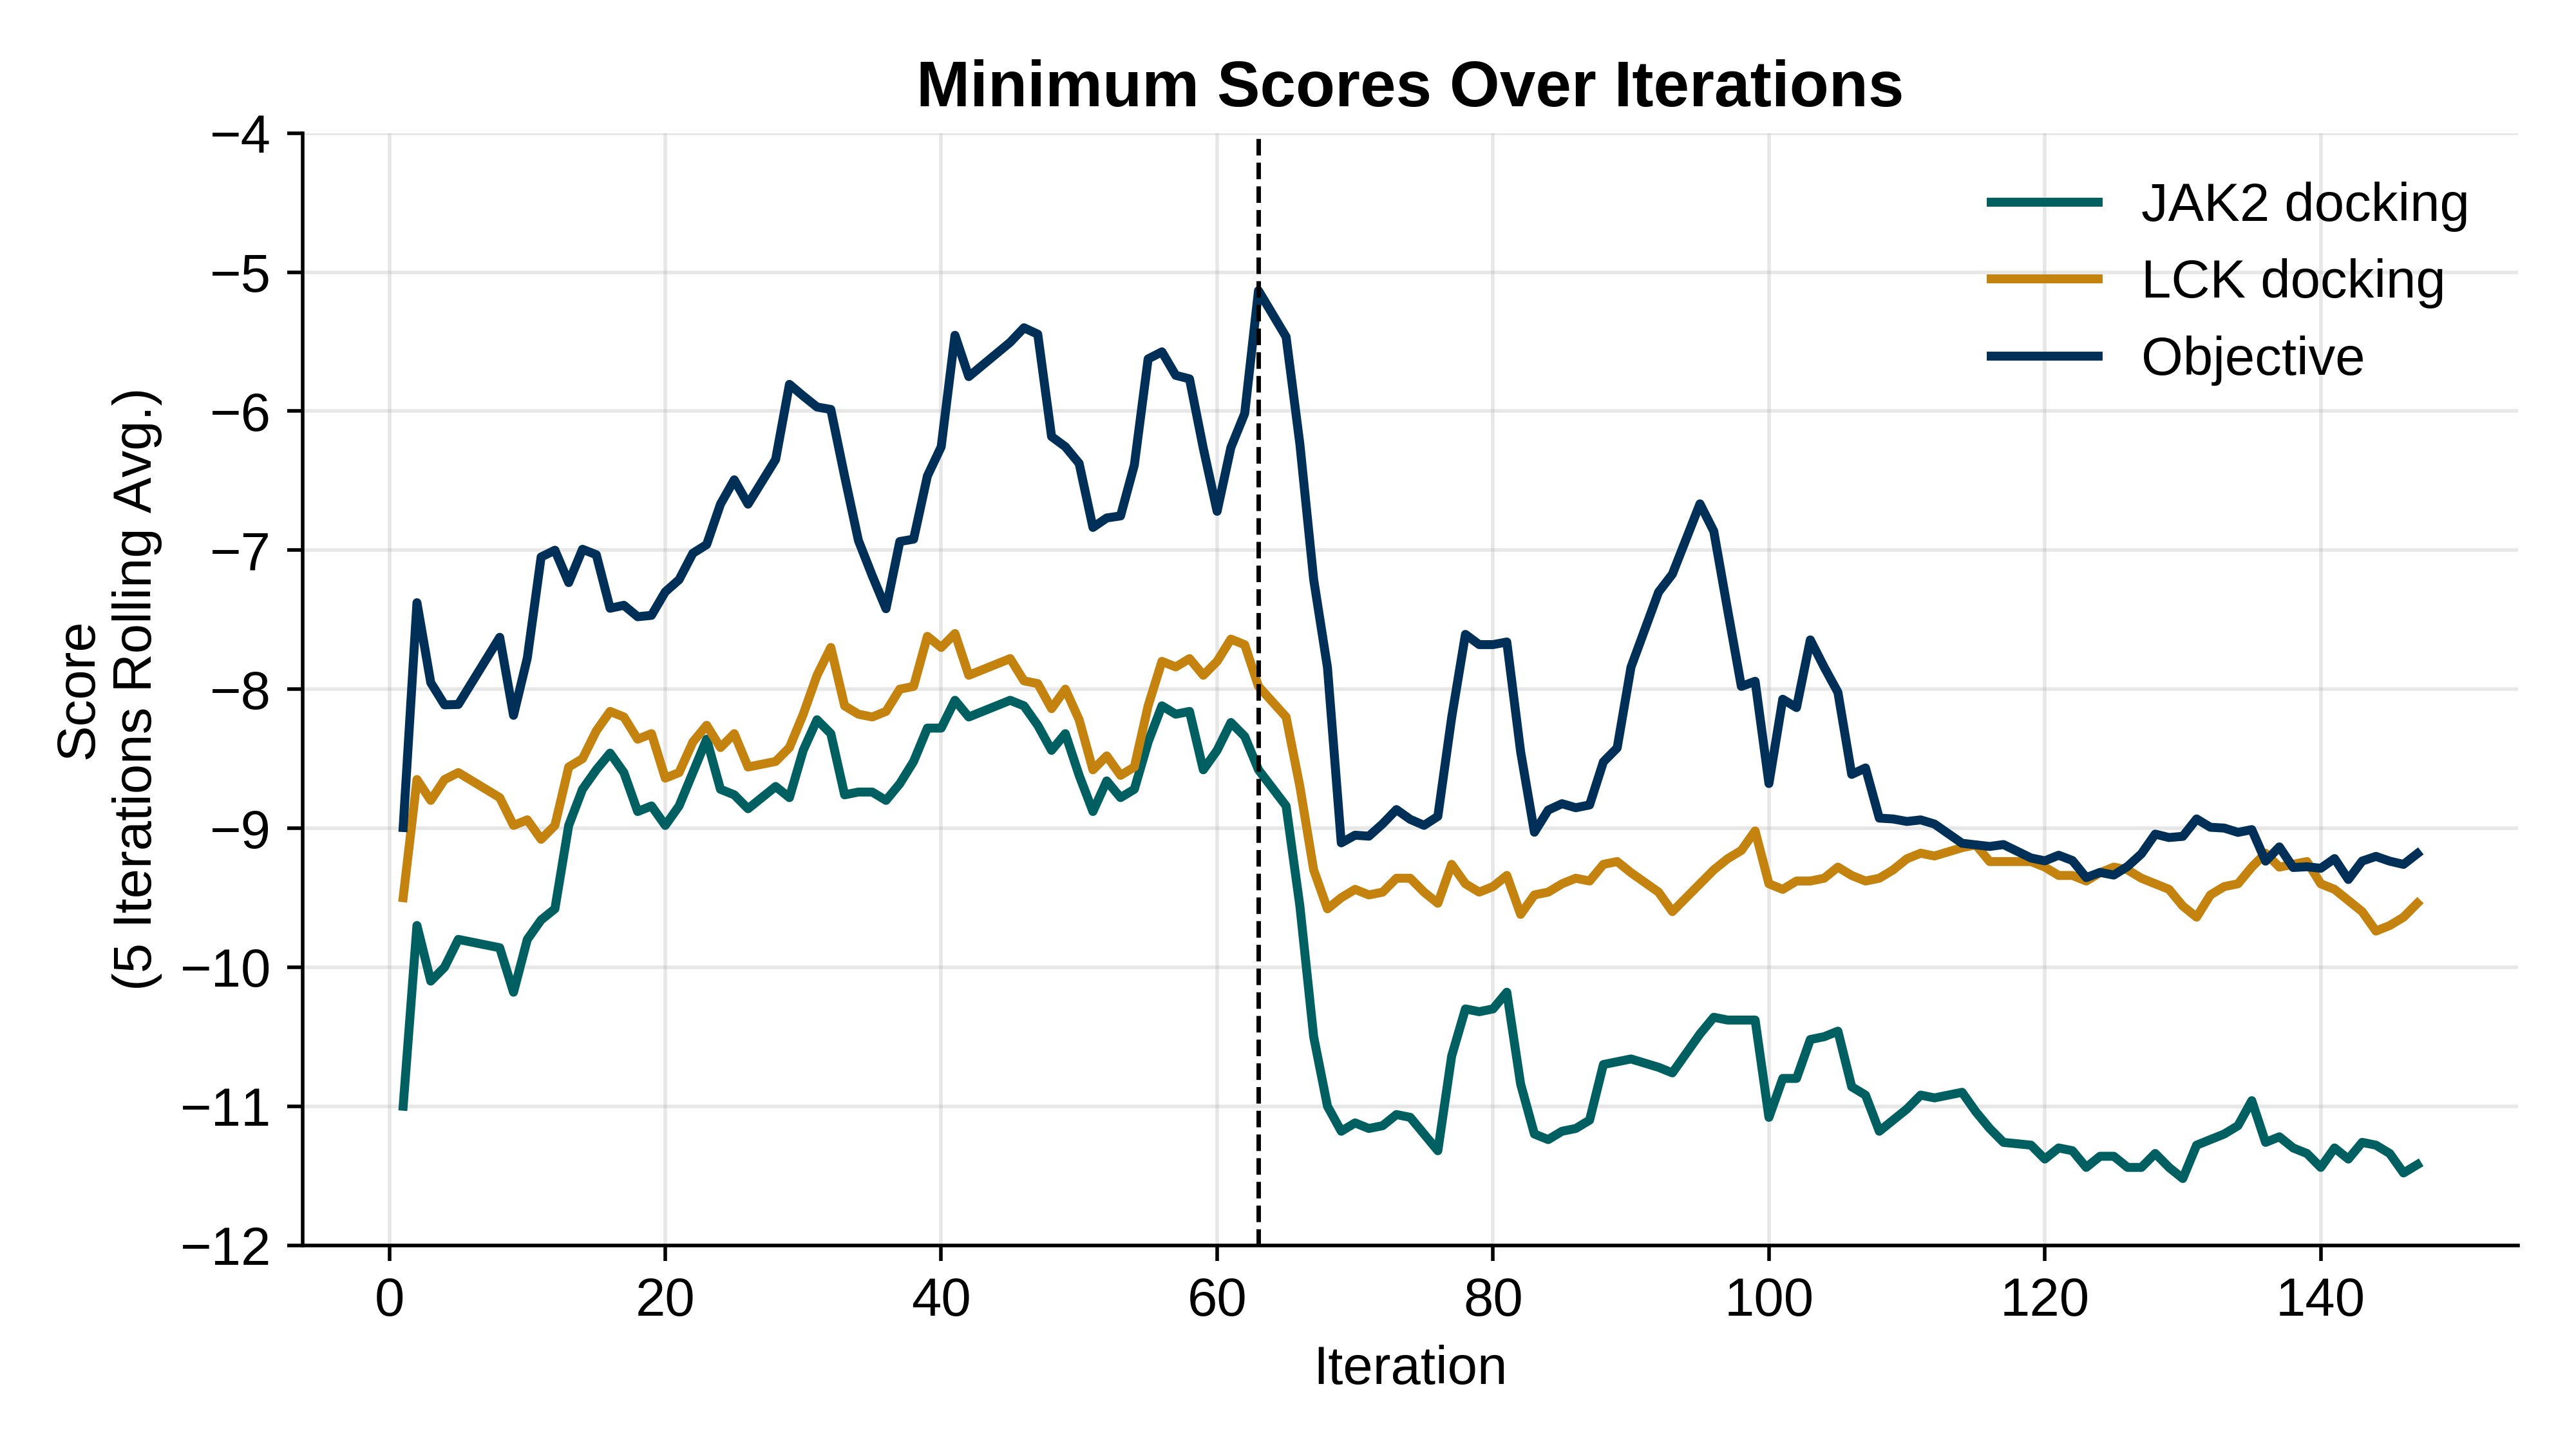 Minimum Scores Over Iterations
Score
(5 Iterations Rolling Avg.)
−4
−5
−6
−7
−8
−9
−10
−11
−12
JAK2 docking
LCK docking
Objective
0 20 40 60 80 100 120 140
Iteration